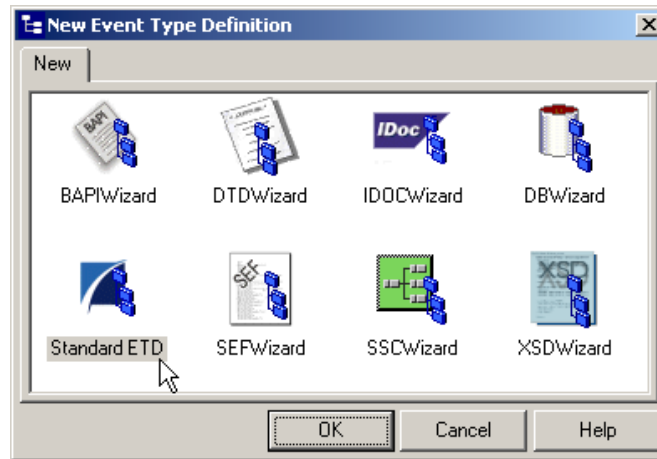 New Event Type Definition
New
BAPI
IDoc
BAPIWizard DTDWizard IDOCWizard DBWizard
SEF
XSD
Standard ETD SEFWizard SSCWizard XSDWizard
OK Cancel Help